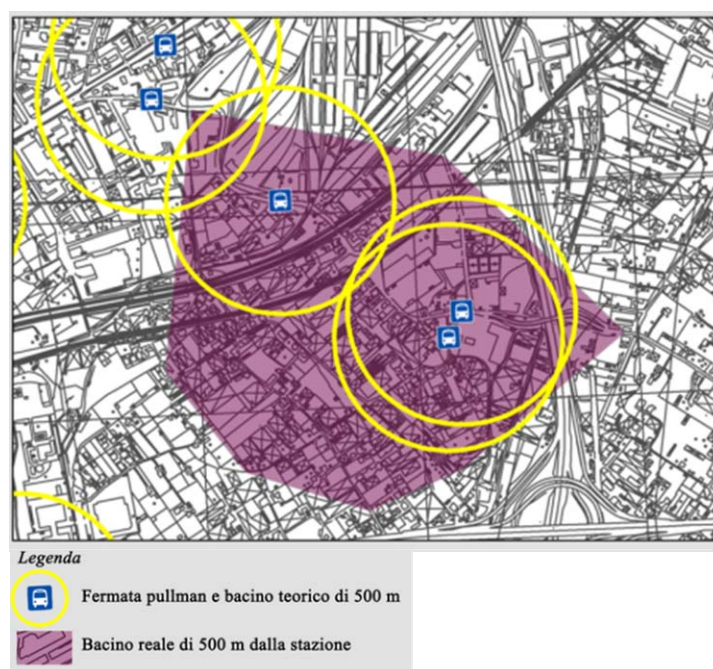 Legenda
Fermata pullman e bacino teorico di 500 m
Bacino reale di 500 m dalla stazione